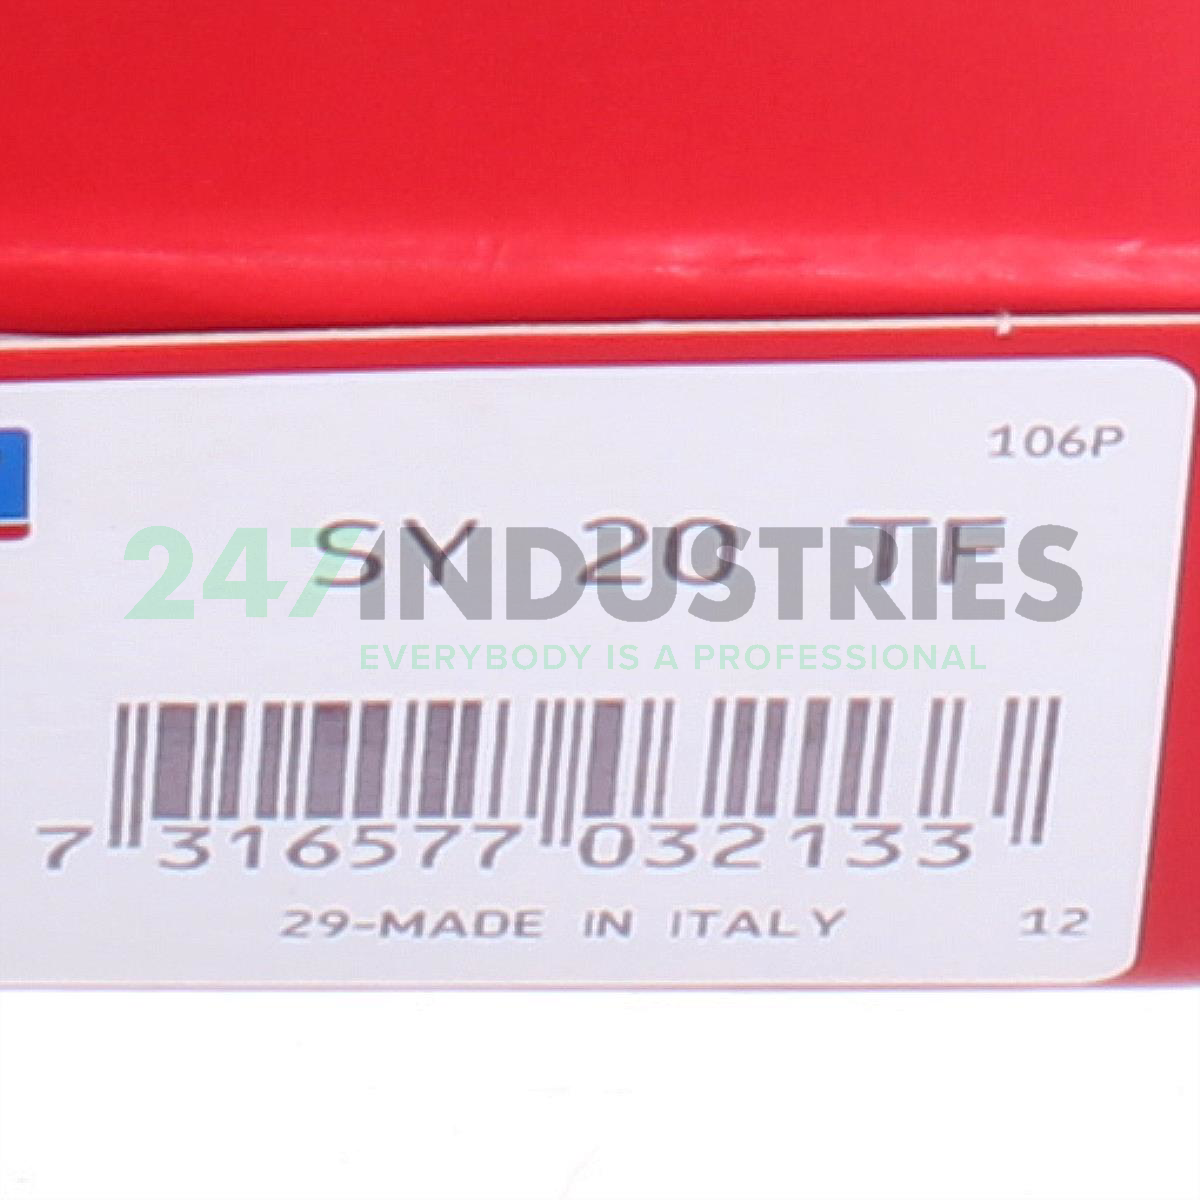 106P
SY 20 TF
247INDUSTRIES
EVERYBODY IS A PROFESSIONAL
7 316577 032133
29-MADE IN ITALY 12